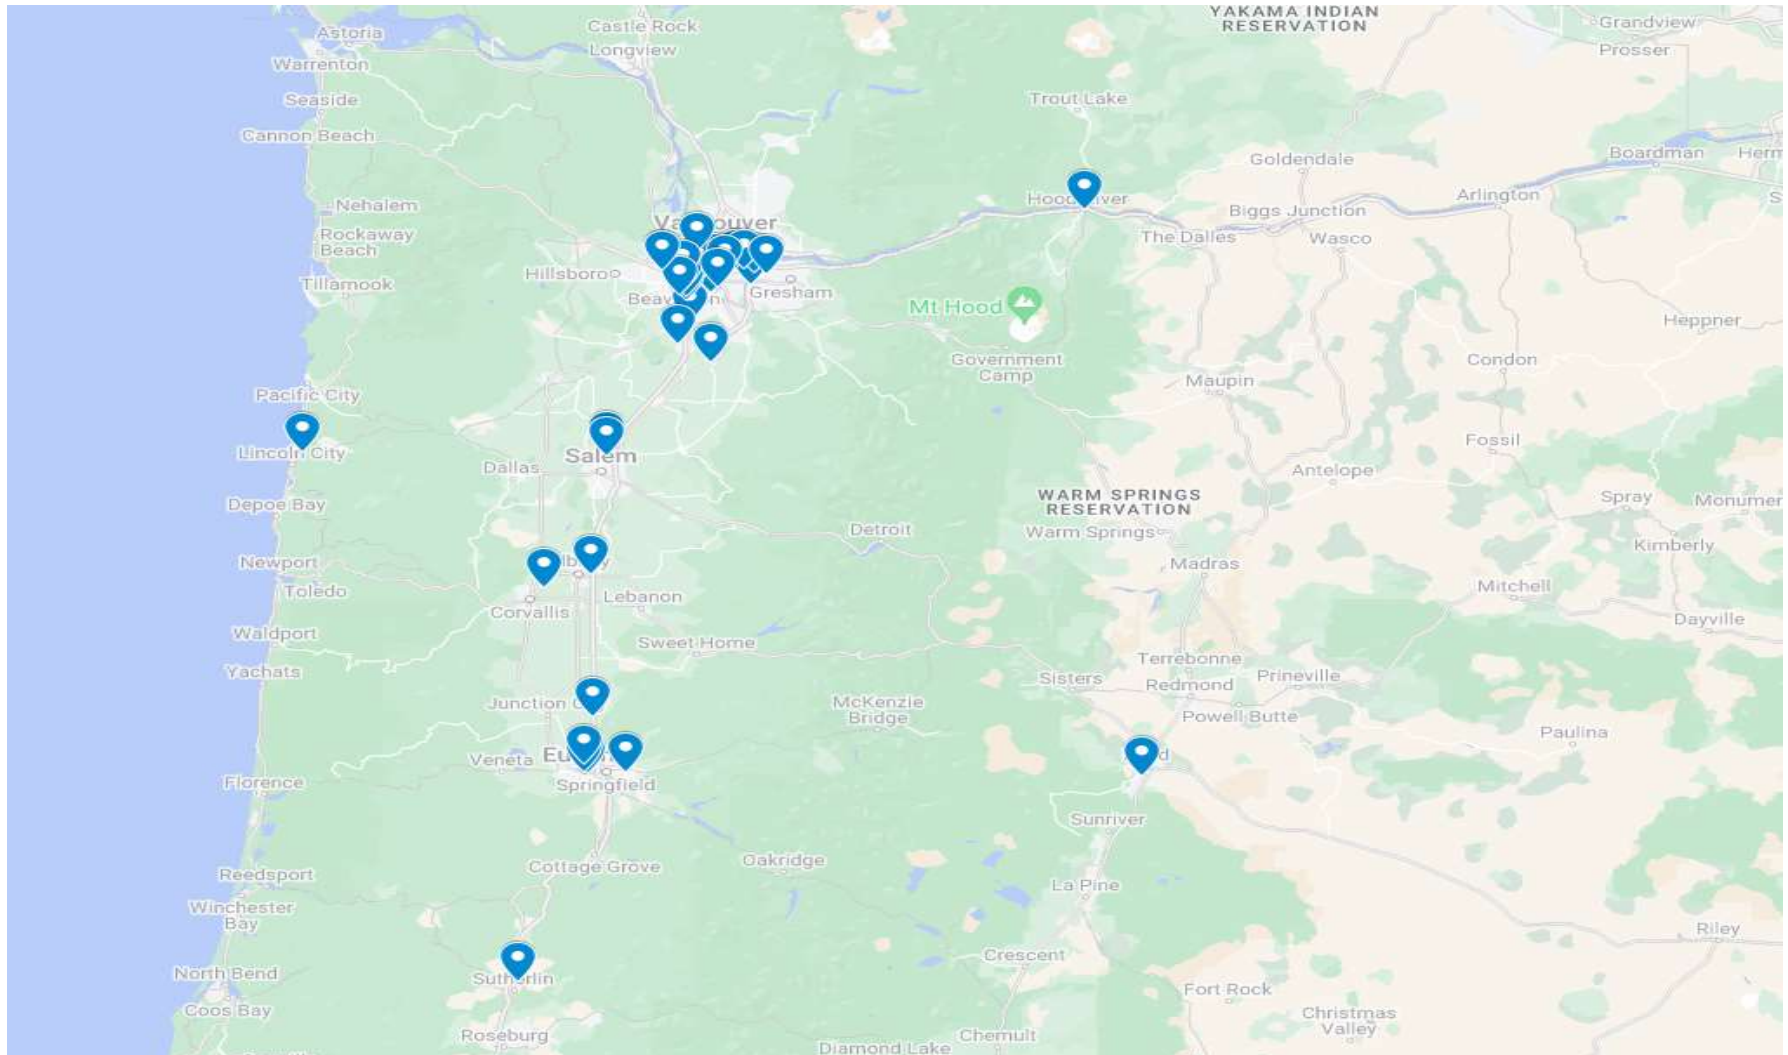 YAKAMA INDIAN
RESERVATION
Grandview
Castle Rock
Astoria
Longview
Prosser
Warrenton
Seaside
Trout Lake
Cannon Beach
Boardman
Goldendale
Arlington
Nehalem
Biggs Junction
Rockaway
Beach
The Dalles
Wasco
Hillsboro
Tillamook
Gresham
Mt Hood
Heppner
Government
Camp
Condon
Maupin
Pacific City
Fossil
Lincoln City
Salem
Dallas
Antelope
WARM SPRINGS
RESERVATION
Spray
Depoe Bay
Detroit
Warm Springs
Kimberly
Newport
Madras
Toledo
Mitchell
Lebanon
Corvallis
Dayville
Waldport
Sweet Home
Terrebonne
Yachats
Sisters
Prineville
Redmond
McKenzie
Bridge
Powell Butte
Paulina
Veneta
Florence
Springfield
Sunriver
Oakridge
Cottage Grove
Reedsport
La Pine
Winchester
Bay
Riley
Crescent
North Bend
Sutherlin
Fort Rock
Coos Bay
Christmas
Valley
Roseburg
Chemult
Diamond Lake